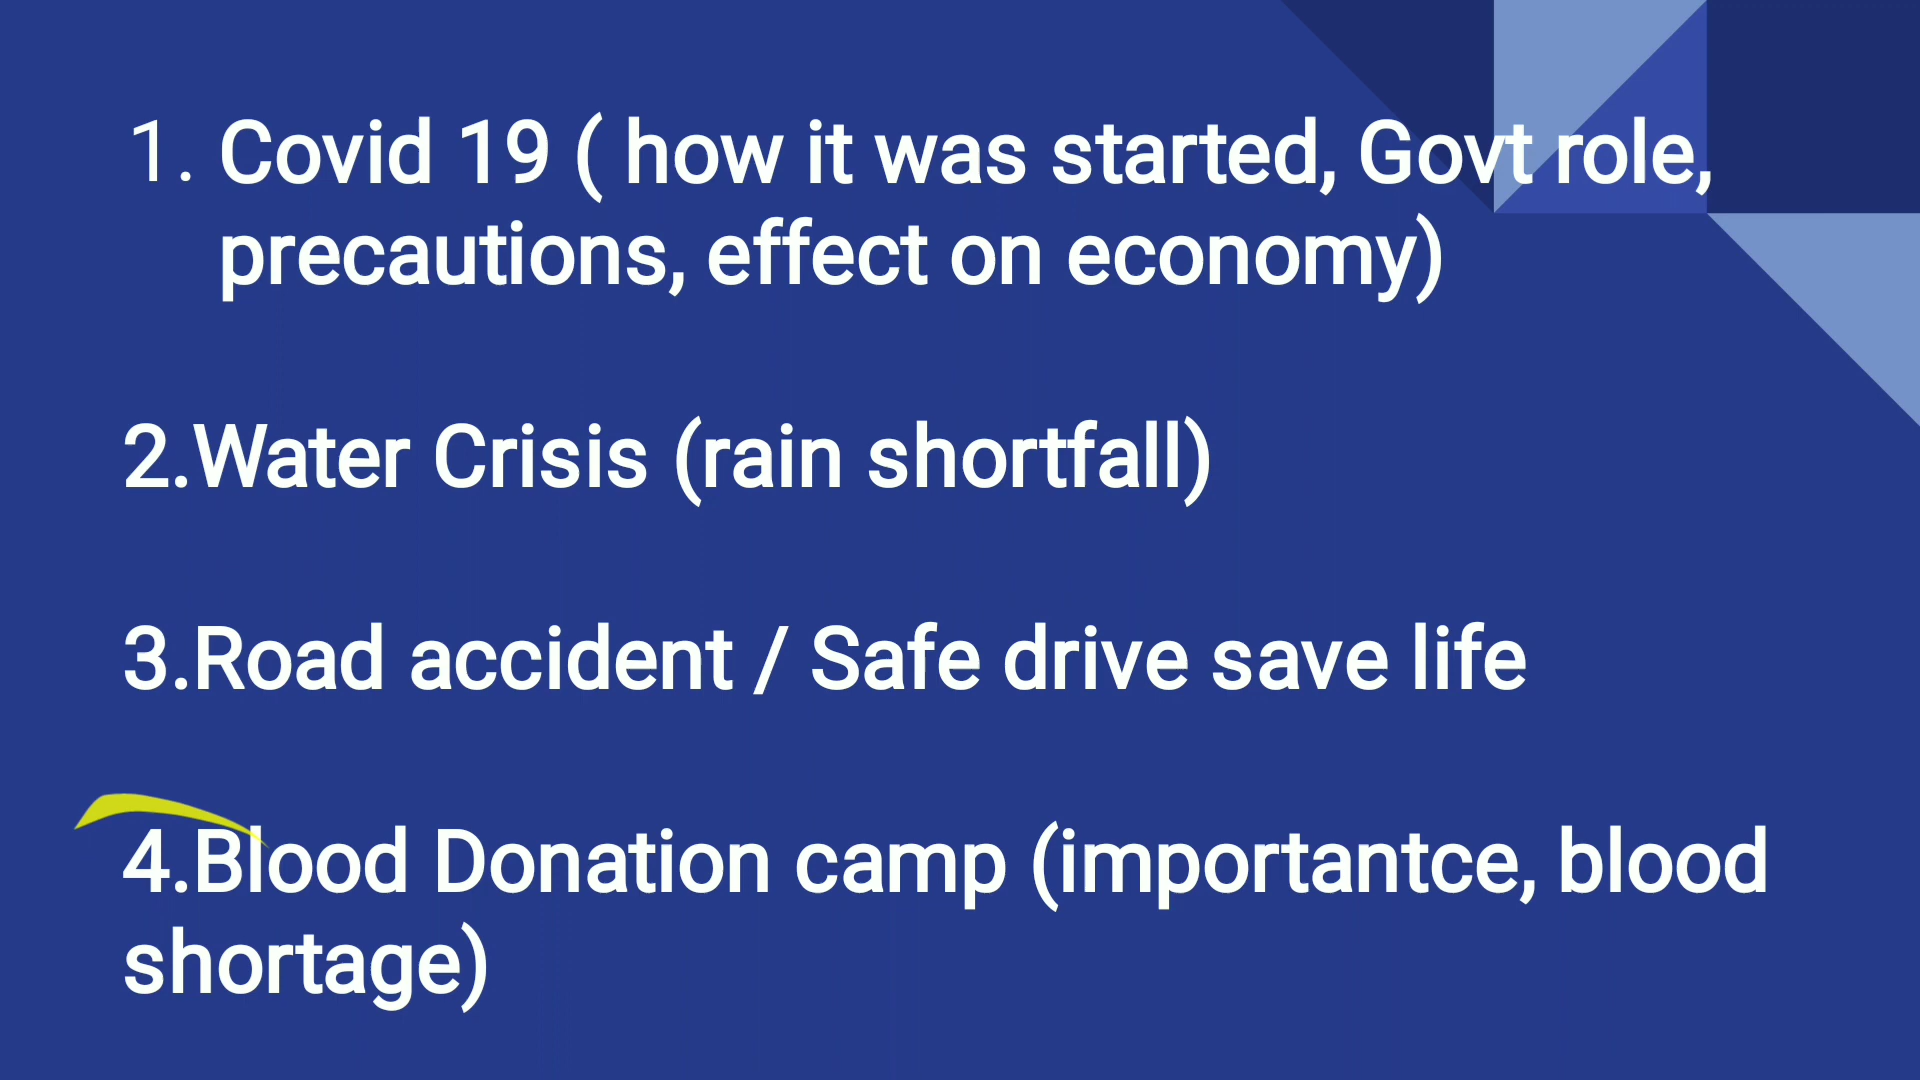 1. Covid 19 ( how it was started, Govt role,
precautions, effect on economy)
2.Water Crisis (rain shortfall)
3.Road accident / Safe drive save life
4.Blood Donation camp (importantce, blood
shortage)